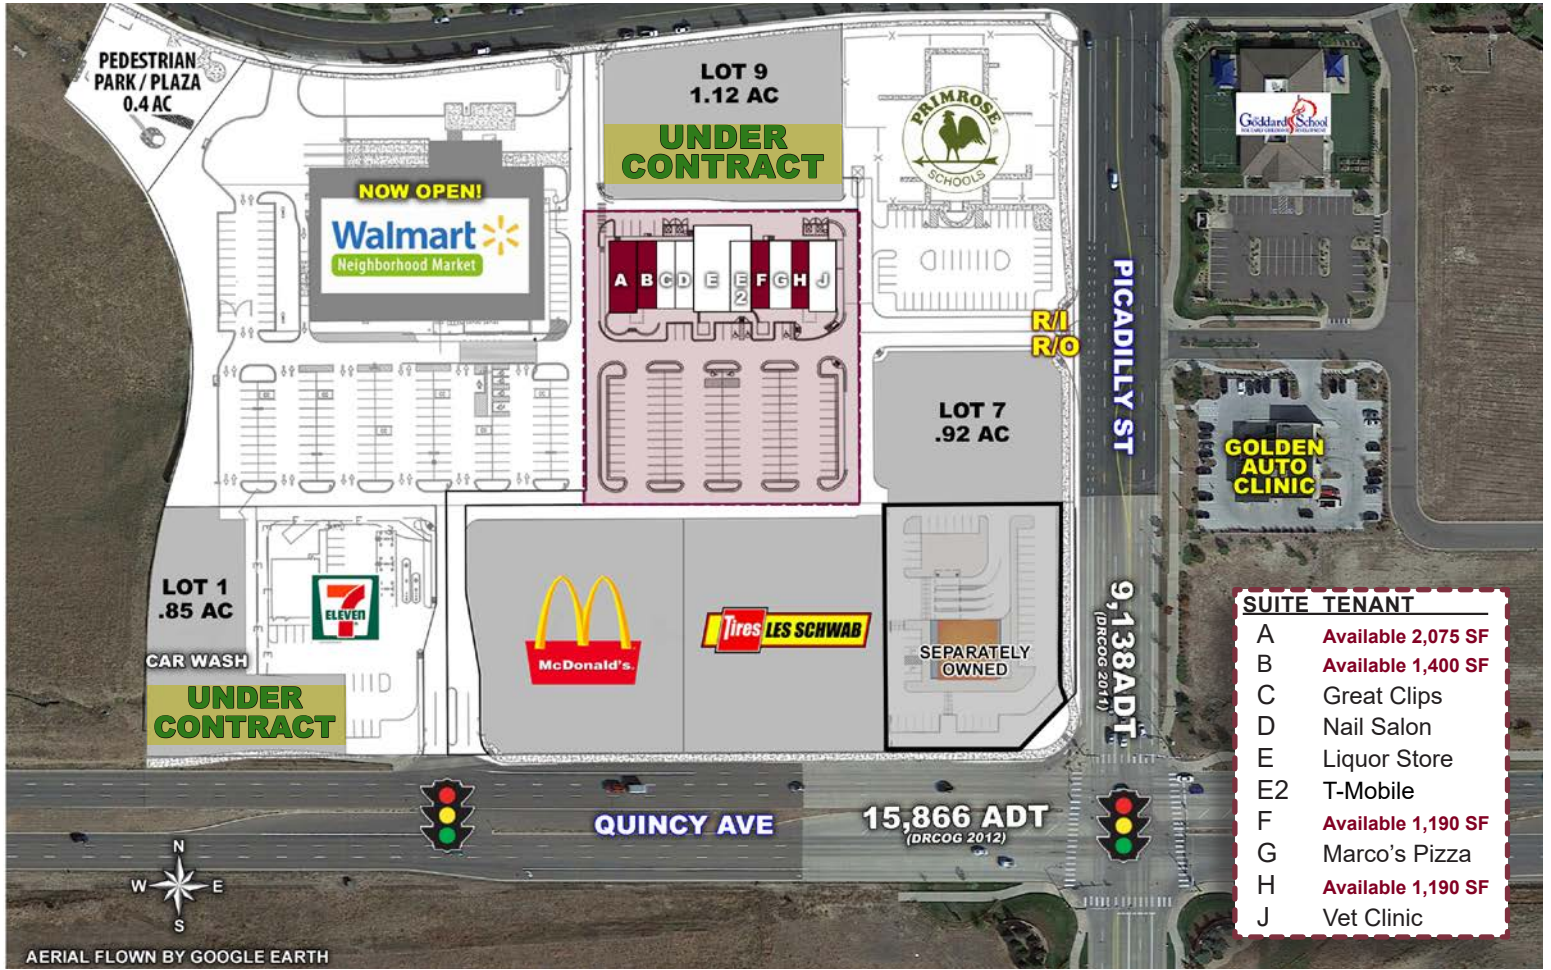 PEDESTRIAN
PARK / PLAZA
0.4 AC
LOT 9
1.12 AC
UNDER
CONTRACT
PRIMROSE
SCHOOLS
The Goddard School
NOW OPEN!
Walmart
Neighborhood Market
A B C D E E2 F G H J
R/I
R/O
PICADILLY ST
LOT 7
.92 AC
GOLDEN
AUTO
CLINIC
LOT 1
.85 AC
CAR WASH
UNDER
CONTRACT
7
ELEVEN
McDonald's
Tires LES SCHWAB
SEPARATELY
OWNED
9,138 ADT
(DRCOG 2011)
QUINCY AVE
15,866 ADT
(DRCOG 2012)
SUITE TENANT
A Available 2,075 SF
B Available 1,400 SF
C Great Clips
D Nail Salon
E Liquor Store
E2 T-Mobile
F Available 1,190 SF
G Marco's Pizza
H Available 1,190 SF
J Vet Clinic
N
W E
S
AERIAL FLOWN BY GOOGLE EARTH